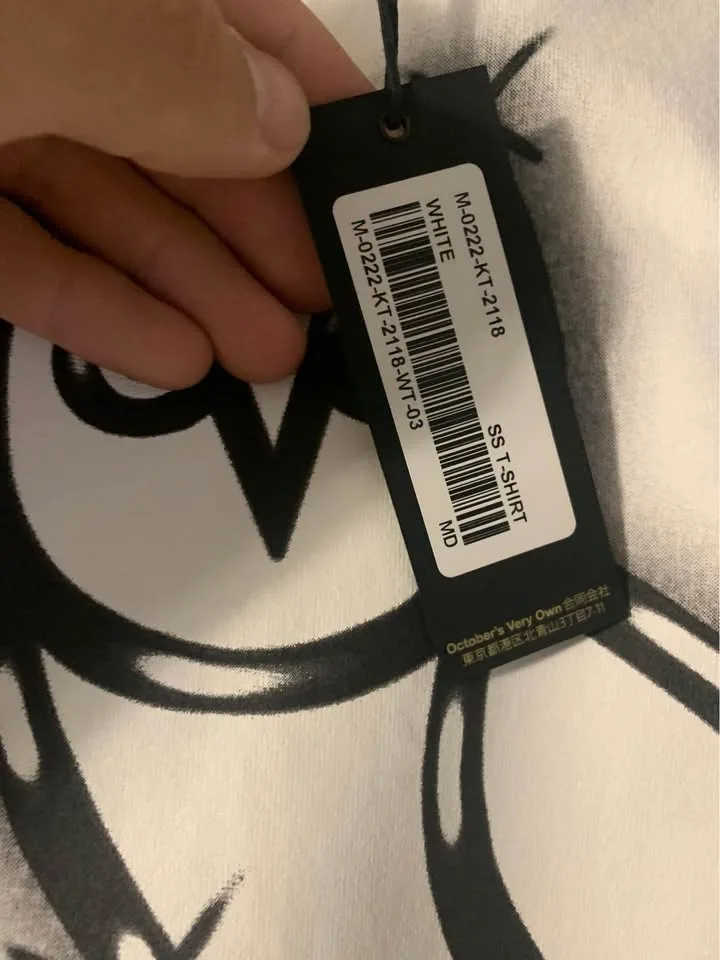 M-0222-KT-2118 SS T-SHIRT
WHITE MD
M-0222-KT-2118-WT-03
October's Very Own 合同会社
東京都港区北青山3丁目7-11